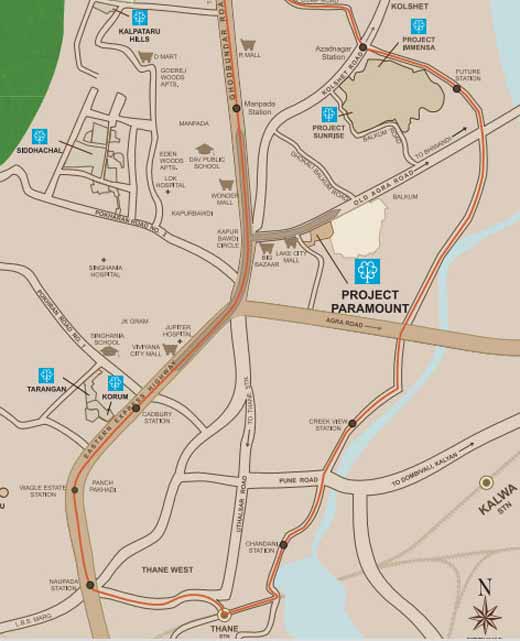 KOLSHET
KALPATARU
HILLS
GHODBUNDAR ROA
D MART
R MALL
Azadnagar
Station
PROJECT
IMMENSA
GODREJ
WOODS
APTS.
KOLSHET ROAD
FUTURE
STATION
Manpada
Station
MANPADA
PROJECT
SUNRISE
BALKUM ROAD
SIDDHACHAL
EDEN
WOODS
APTS.
DAV PUBLIC
SCHOOL
TO BHIWANDI
DHOKALI BALKUM ROAD
LOK
HOSPITAL
WONDER
MALL
OLD AGRA ROAD
BALKUM
KAPURBAWDI
POKHARAN ROAD NO.
KAPUR
BAWDI
CIRCLE
BIG
BAZAAR
LAKE CITY
MALL
SINGHANIA
HOSPITAL
PROJECT
PARAMOUNT
POKHRAN ROAD NO. 1
JK GRAM
JUPITER
HOSPITAL
AGRA ROAD
SINGHANIA
SCHOOL
VIVIYANA
CITY MALL
EASTERN EXPRESS HIGHWAY
TARANGAN
KORUM
CADBURY
STATION
TO THANE STN.
CREEK VIEW
STATION
WAGLE ESTATE
STATION
PANCH
PAKHADI
UTHALSAR ROAD
PUNE ROAD
TO DOMBIVALI, KALYAN
KALWA
STN
U
CHANDANI
STATION
THANE WEST
NAUPADA
STATION
N
L.B.S. MARG
THANE
STN